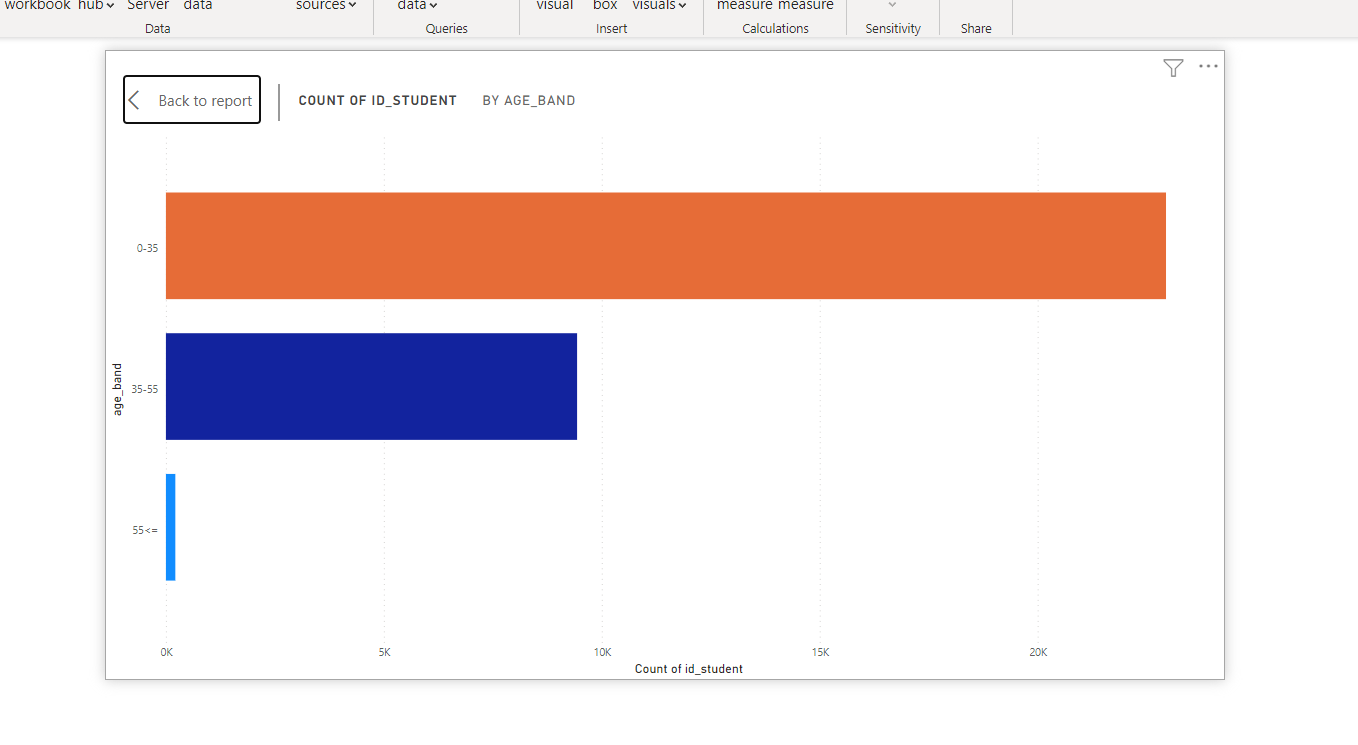 workbook hub Server data sources data visual box visuals measure measure
Data Queries Insert Calculations Sensitivity Share
Back to report COUNT OF ID_STUDENT BY AGE_BAND
0-35
35-55
55<=
age_band
0K 5K 10K 15K 20K
Count of id_student